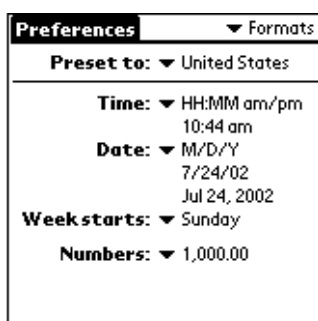 Preferences Formats
Preset to: United States
Time: HH:MM am/pm
10:44 am
Date: M/D/Y
7/24/02
Jul 24, 2002
Week starts: Sunday
Numbers: 1,000.00